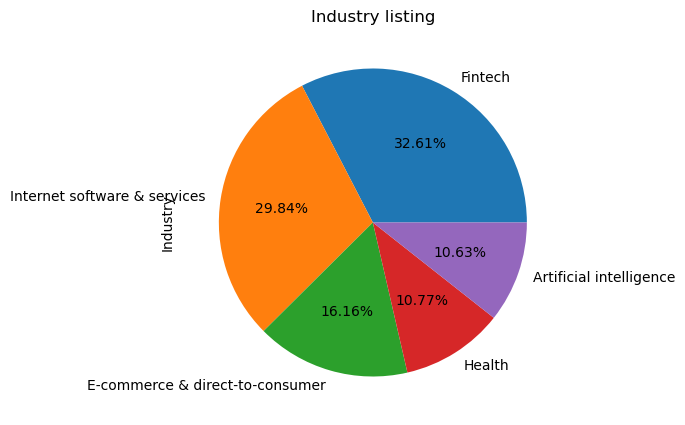 Industry listing
Fintech
32.61%
Internet software & services
29.84%
Industry
10.63%
Artificial intelligence
10.77%
16.16%
Health
E-commerce & direct-to-consumer